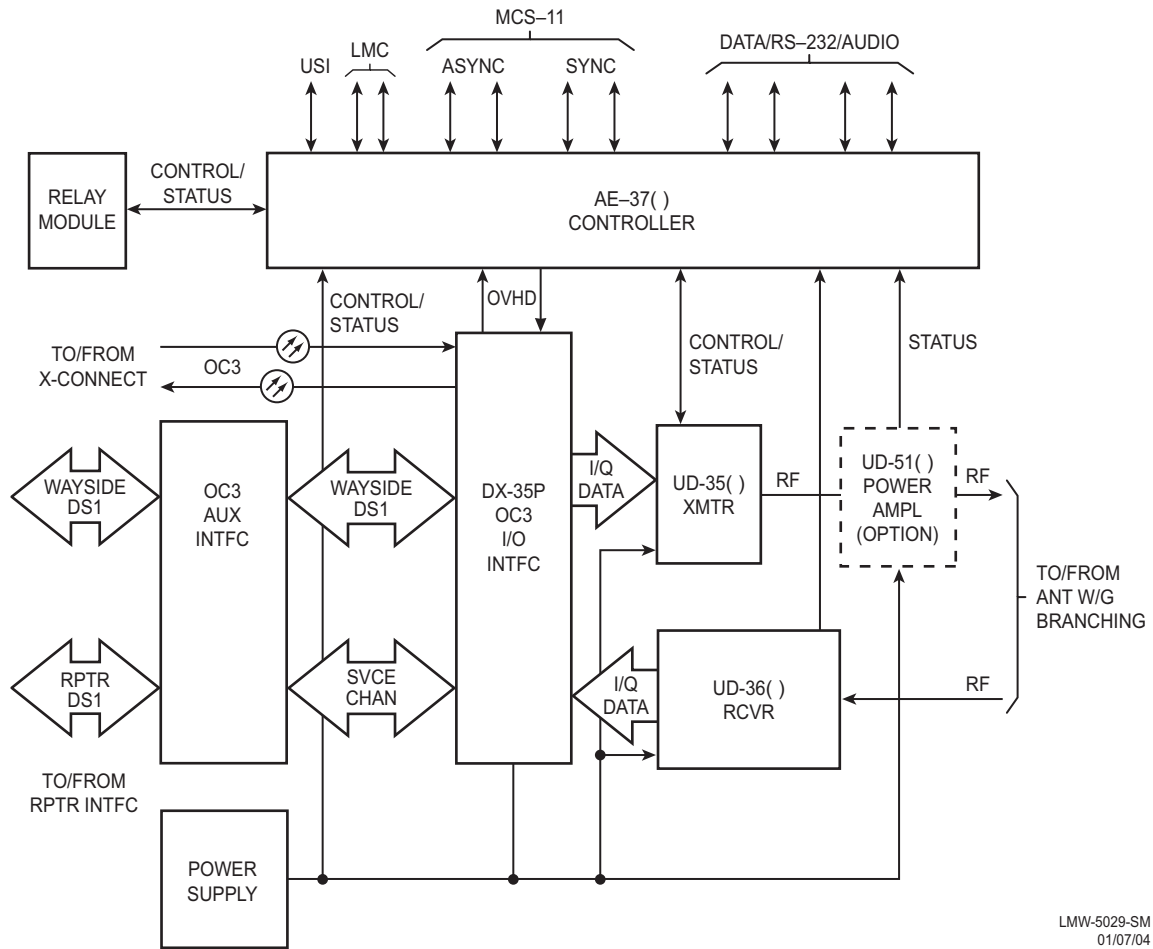 MCS–11
DATA/RS–232/AUDIO
LMC
USI
ASYNC
SYNC
RELAY
MODULE
CONTROL/
STATUS
AE–37( )
CONTROLLER
CONTROL/
STATUS
OVHD
CONTROL/
STATUS
STATUS
TO/FROM
X-CONNECT
OC3
WAYSIDE
DS1
OC3
AUX
INTFC
WAYSIDE
DS1
DX-35P
OC3
I/O
INTFC
I/Q
DATA
UD-35( )
XMTR
RF
UD-51( )
POWER
AMPL
(OPTION)
RF
TO/FROM
ANT W/G
BRANCHING
RPTR
DS1
SVCE
CHAN
I/Q
DATA
UD-36( )
RCVR
RF
TO/FROM
RPTR INTFC
POWER
SUPPLY
LMW-5029-SM
01/07/04